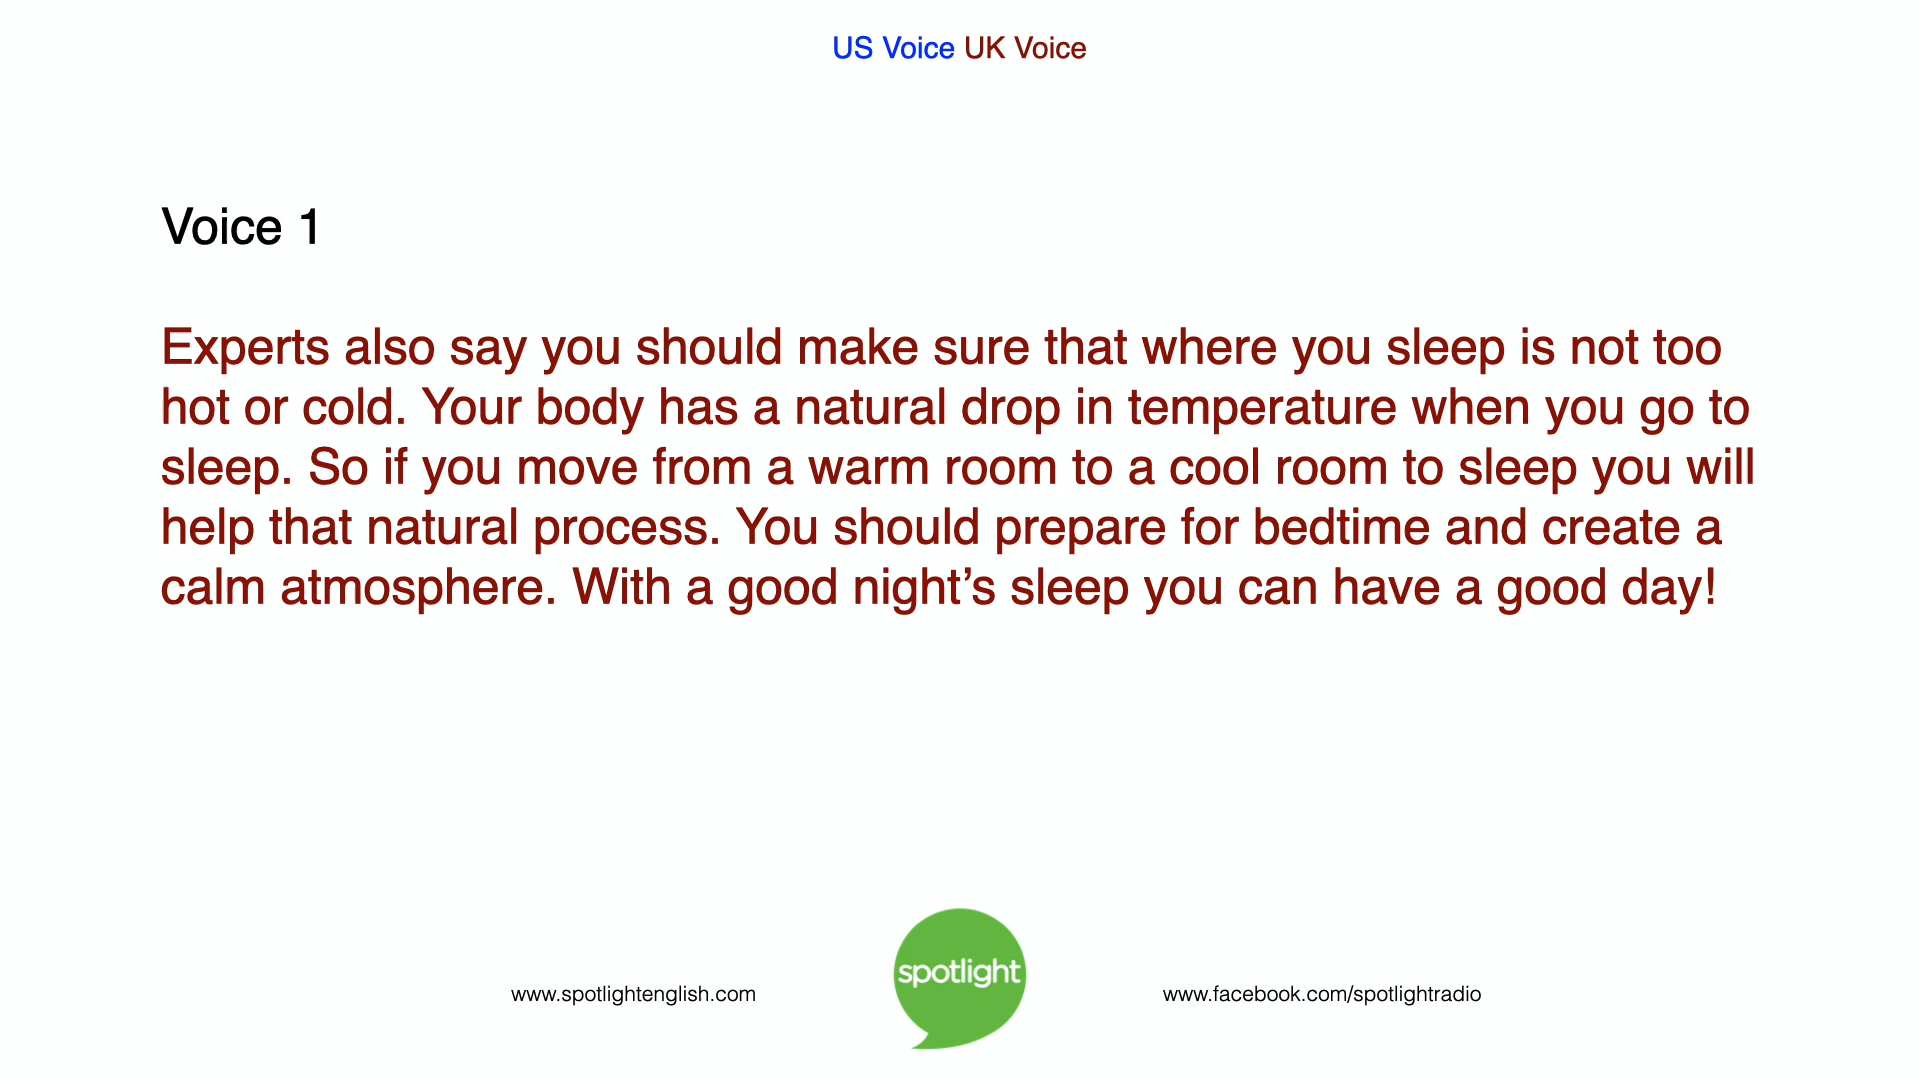 US Voice UK Voice
Voice 1
Experts also say you should make sure that where you sleep is not too
hot or cold. Your body has a natural drop in temperature when you go to
sleep. So if you move from a warm room to a cool room to sleep you will
help that natural process. You should prepare for bedtime and create a
calm atmosphere. With a good night’s sleep you can have a good day!
spotlight
www.spotlightenglish.com
www.facebook.com/spotlightradio